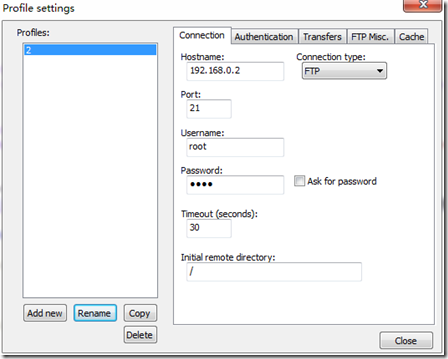 Profile settings
Profiles:
2
Add new
Rename
Copy
Delete
Connection
Authentication
Transfers
FTP Misc.
Cache
Hostname:
192.168.0.2
Connection type:
FTP
Port:
21
Username:
root
Password:
●●●●
Ask for password
Timeout (seconds):
30
Initial remote directory:
/
Close